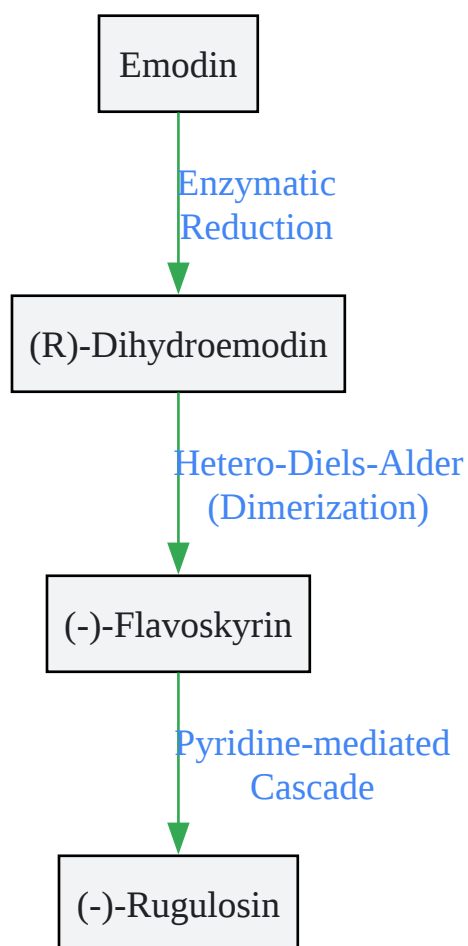 Emodin
Enzymatic
Reduction
(R)-Dihydroemodin
Hetero-Diels-Alder
(Dimerization)
(-)-Flavoskyrin
Pyridine-mediated
Cascade
(-)-Rugulosin